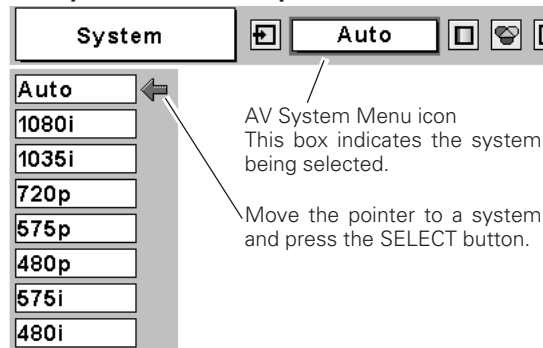 System
Auto
Auto
1080i
1035i
720p
575p
480p
575i
480i
AV System Menu icon
This box indicates the system
being selected.
Move the pointer to a system
and press the SELECT button.